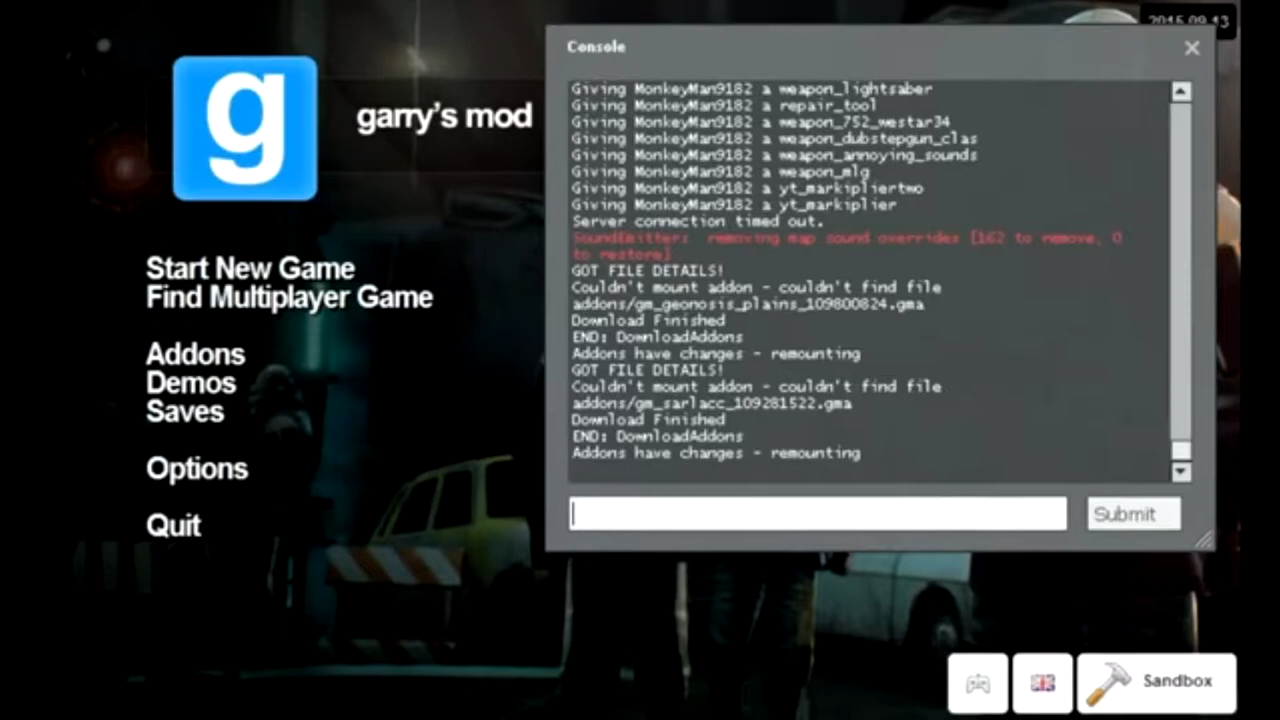 2015.09.13
Console
g
garry's mod
Giving MonkeyMan9182 a weapon_lightsaber
Giving MonkeyMan9182 a repair_tool
Giving MonkeyMan9182 a weapon_752_westar34
Giving MonkeyMan9182 a weapon_dubstepgun_clas
Giving MonkeyMan9182 a weapon_annoying_sounds
Giving MonkeyMan9182 a weapon_mlg
Giving MonkeyMan9182 a yt_markipliertwo
Giving MonkeyMan9182 a yt_markiplier
Server connection timed out.
SoundEmitter:  removing map sound overrides [162 to remove, 0
to restore]
GOT FILE DETAILS!
Couldn't mount addon - couldn't find file
addons/gm_geonosis_plains_109800824.gma
Download Finished
END: DownloadAddons
Addons have changes - remounting
GOT FILE DETAILS!
Couldn't mount addon - couldn't find file
addons/gm_sarlacc_109281522.gma
Download Finished
END: DownloadAddons
Addons have changes - remounting
Submit
Start New Game
Find Multiplayer Game
Addons
Demos
Saves
Options
Quit
Sandbox